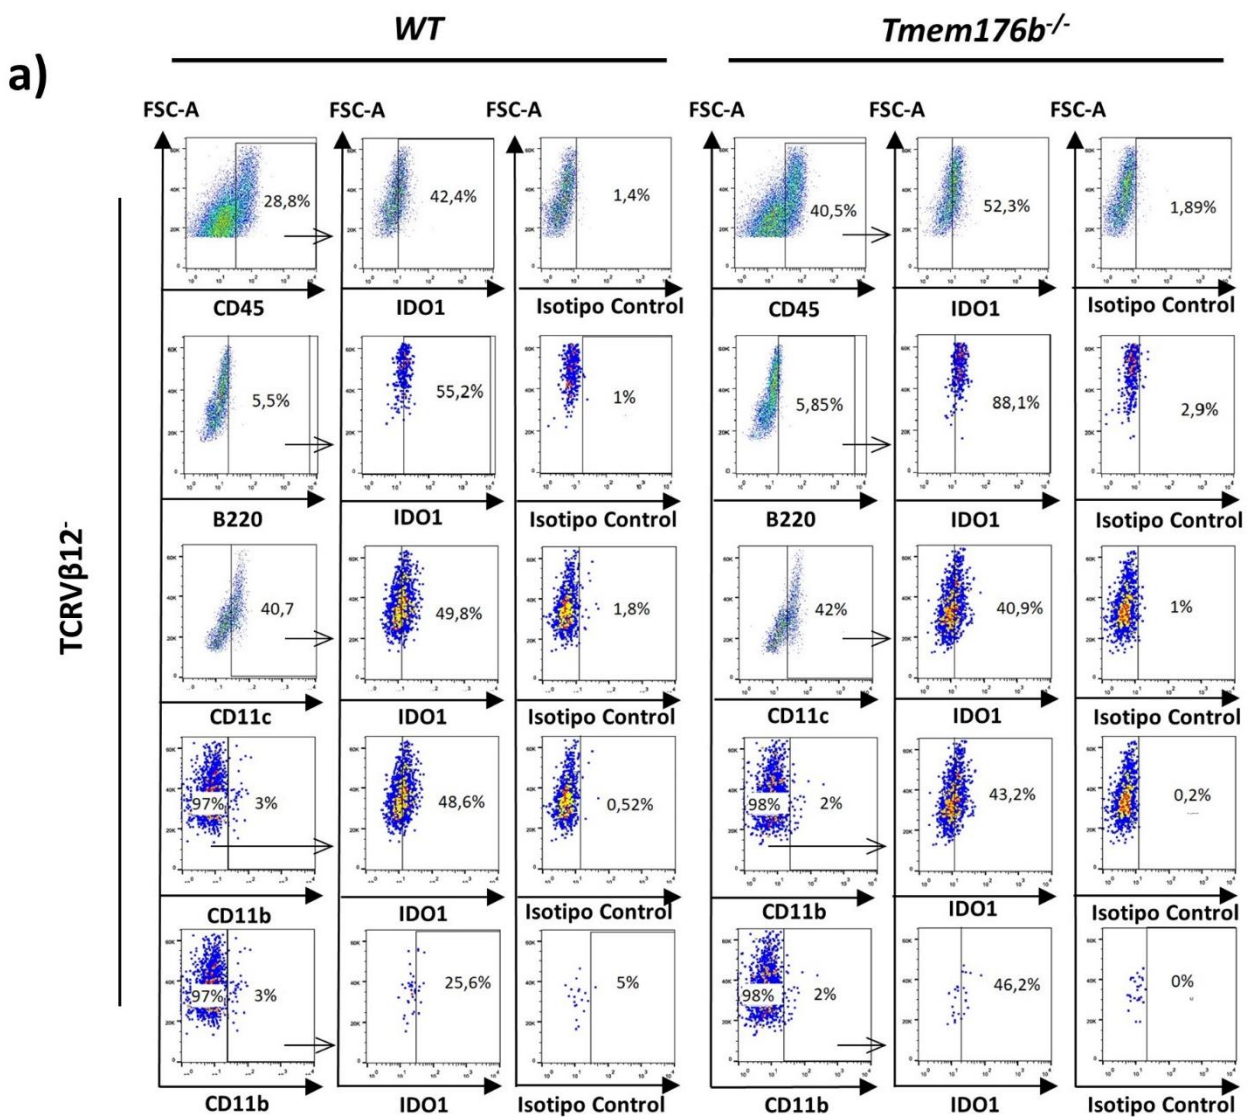 WT Tmem176b-/-
a)
FSC-A FSC-A FSC-A FSC-A FSC-A FSC-A
28,8% 42,4% 1,4% 40,5% 52,3% 1,89%
CD45 IDO1 Isotipo Control CD45 IDO1 Isotipo Control
5,5% 55,2% 1% 5,85% 88,1% 2,9%
B220 IDO1 Isotipo Control B220 IDO1 Isotipo Control
40,7 49,8% 1,8% 42% 40,9% 1%
CD11c IDO1 Isotipo Control CD11c IDO1 Isotipo Control
97% 3% 48,6% 0,52% 98% 2% 43,2% 0,2%
CD11b IDO1 Isotipo Control CD11b IDO1 Isotipo Control
97% 3% 25,6% 5% 98% 2% 46,2% 0%
CD11b IDO1 Isotipo Control CD11b IDO1 Isotipo Control
TCRVβ12-